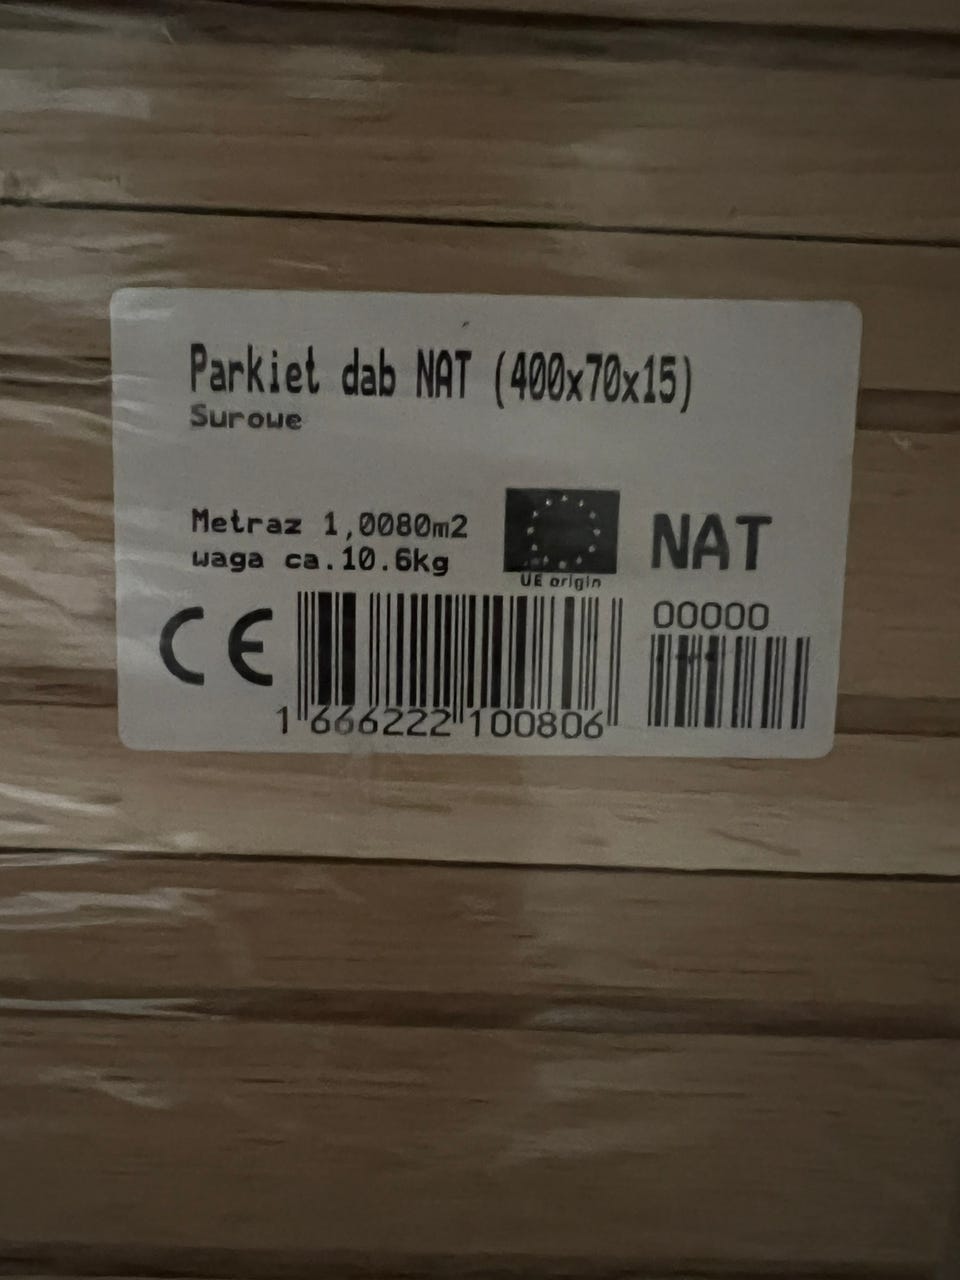 Parkiet dab NAT (400x70x15)
Surowe
Metraz 1,0080m2
waga ca.10.6kg
UE origin
NAT
00000
CE
1 666222 100806